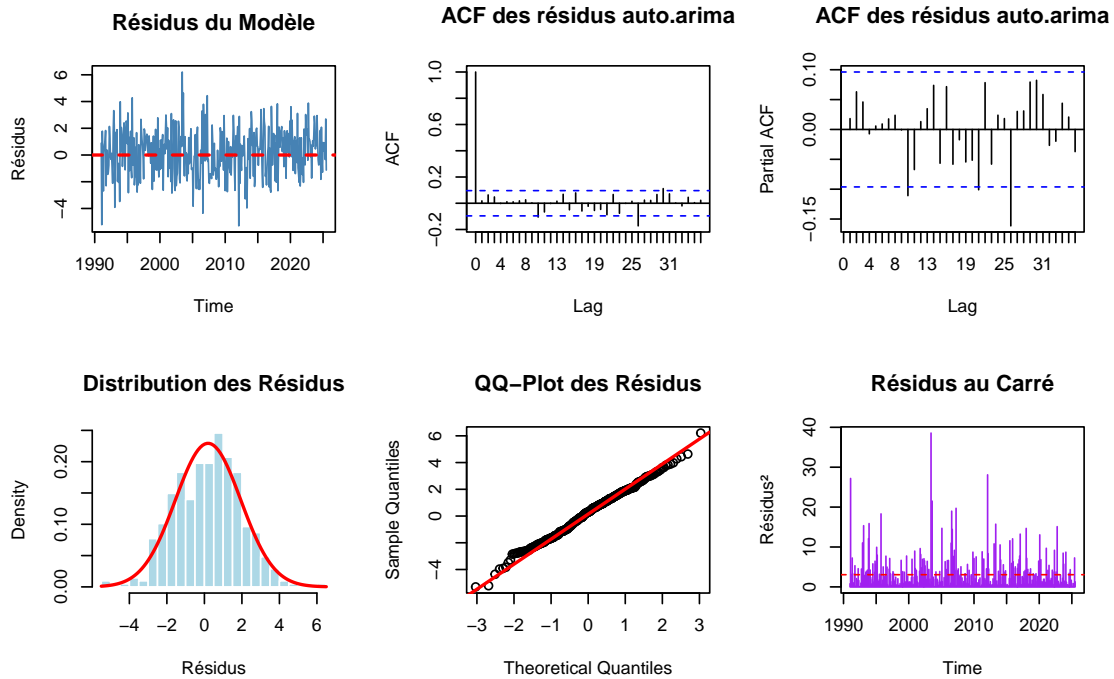 Résidus du Modèle
Résidus
6
4
2
0
−4
1990 2000 2010 2020
Time
ACF des résidus auto.arima
ACF
1.0
0.6
0.2
−0.2
0 4 8 13 19 25 31
Lag
ACF des résidus auto.arima
Partial ACF
0.10
0.00
−0.15
0 4 8 13 19 25 31
Lag
Distribution des Résidus
Density
0.20
0.10
0.00
−4 −2 0 2 4 6
Résidus
QQ−Plot des Résidus
Sample Quantiles
6
4
2
0
−4
−3 −2 −1 0 1 2 3
Theoretical Quantiles
Résidus au Carré
Résidus²
40
30
20
10
0
1990 2000 2010 2020
Time